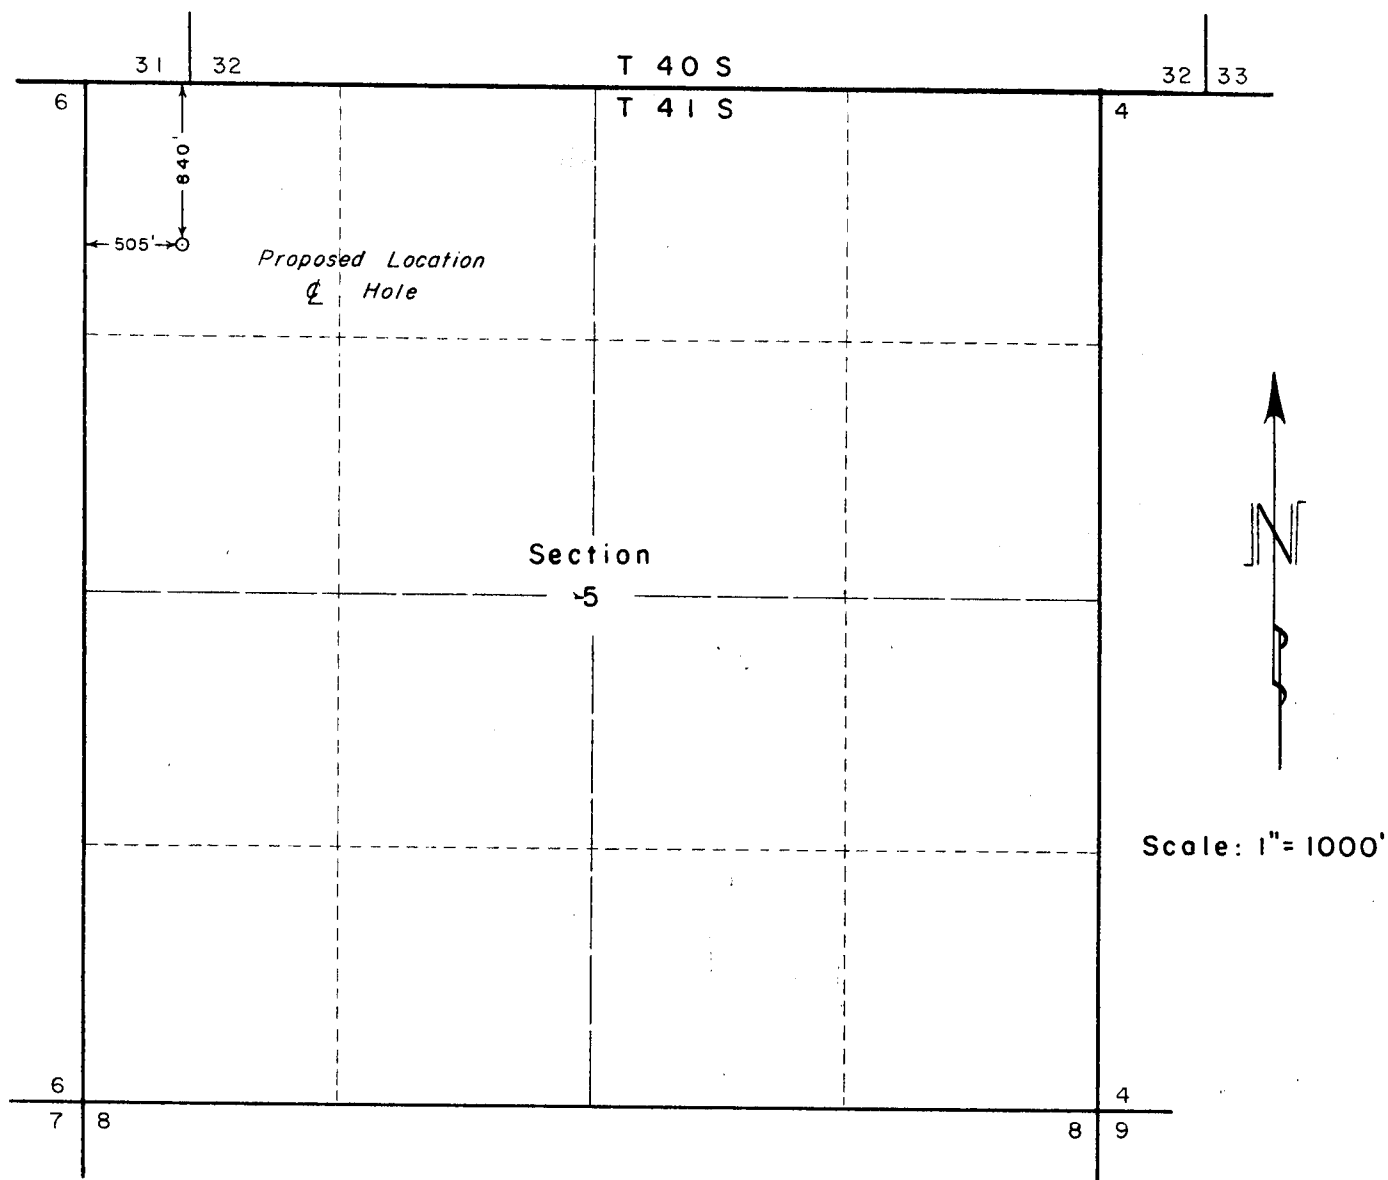 31 32
T 40 S
32 33
6
T 41 S
4
840'
505'
Proposed Location
℄ Hole
N
Section
5
Scale: 1"= 1000'
6
4
7 8
8 9